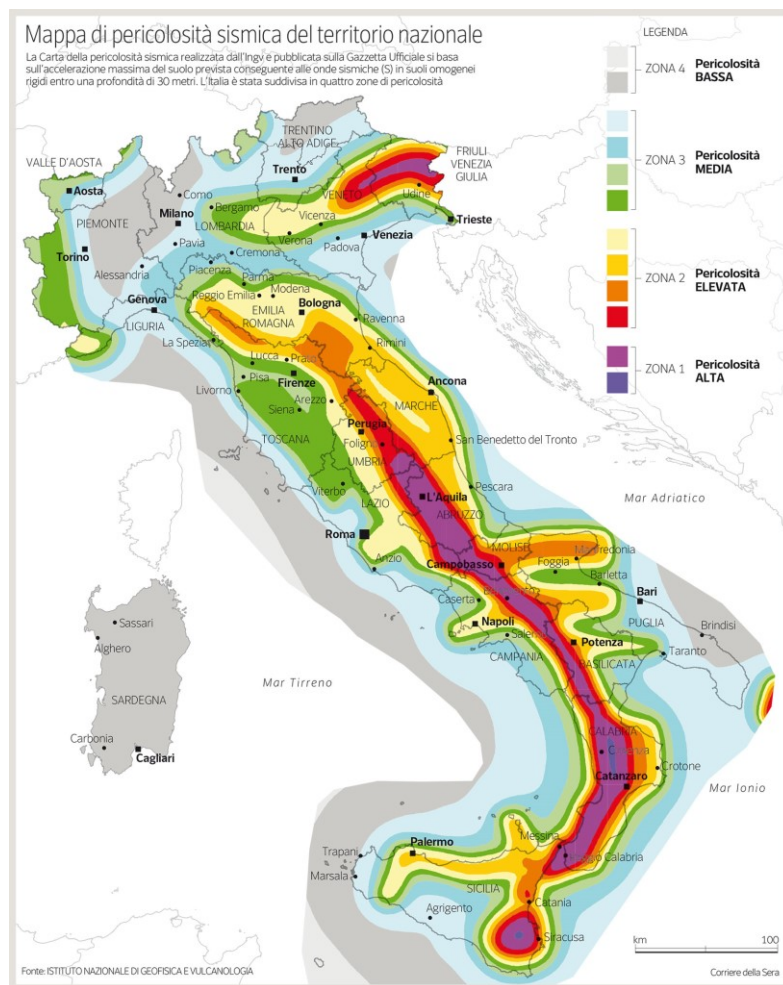 Mappa di pericolosità sismica del territorio nazionale
La Carta della pericolosità sismica realizzata dall'Ingv e pubblicata sulla Gazzetta Ufficiale si basa
sull'accelerazione massima del suolo prevista conseguente alle onde sismiche (S) in suoli omogenei
rigidi entro una profondità di 30 metri. L'Italia è stata suddivisa in quattro zone di pericolosità
LEGENDA
ZONA 4 Pericolosità
BASSA
ZONA 3 Pericolosità
MEDIA
ZONA 2 Pericolosità
ELEVATA
ZONA 1 Pericolosità
ALTA
TRENTINO
ALTO ADIGE
FRIULI
VENEZIA
GIULIA
VALLE D'AOSTA
Trento
Aosta
Como
VENETO
Udine
Bergamo
PIEMONTE
Milano
LOMBARDIA
Vicenza
Trieste
Verona
Padova
Venezia
Pavia
Torino
Cremona
Alessandria
Piacenza
Parma
Reggio Emilia
Modena
Genova
EMILIA
ROMAGNA
Bologna
LIGURIA
Ravenna
La Spezia
Rimini
Lucca
Prato
Pisa
Firenze
Ancona
Livorno
Arezzo
MARCHE
Siena
Perugia
TOSCANA
Foligno
San Benedetto del Tronto
UMBRIA
Viterbo
L'Aquila
Pescara
LAZIO
ABRUZZO
Mar Adriatico
Roma
MOLISE
Manfredonia
Anzio
Campobasso
Foggia
Barletta
Caserta
Bari
Napoli
Salerno
PUGLIA
Brindisi
Potenza
CAMPANIA
BASILICATA
Taranto
Sassari
Alghero
Mar Tirreno
SARDEGNA
CALABRIA
Carbonia
Cagliari
Cosenza
Crotone
Catanzaro
Mar Ionio
Messina
Palermo
Trapani
Reggio Calabria
Marsala
SICILIA
Catania
Agrigento
Siracusa
km 100
Fonte: ISTITUTO NAZIONALE DI GEOFISICA E VULCANOLOGIA
Corriere della Sera